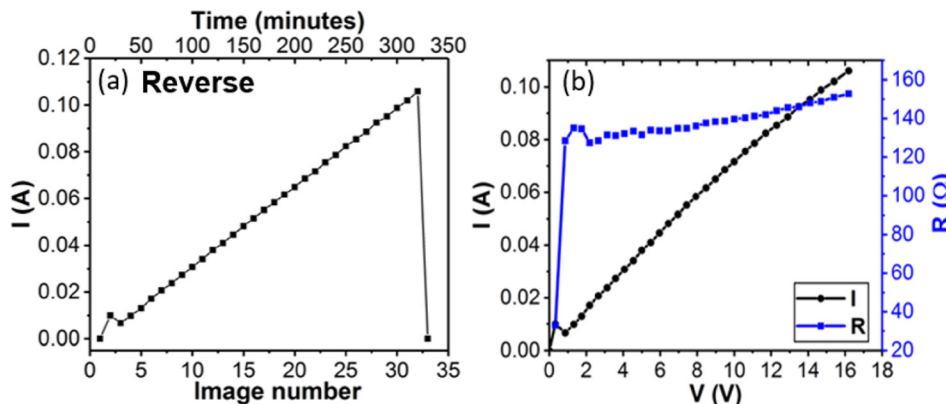 Time (minutes)
0 50 100 150 200 250 300 350
(a) Reverse
I (A)
0.12
0.10
0.08
0.06
0.04
0.02
0.00
0 5 10 15 20 25 30 35
Image number
(b)
I (A)
0.10
0.08
0.06
0.04
0.02
0.00
160
140
120
100
80
60
40
20
R (Ω)
I
R
0 2 4 6 8 10 12 14 16 18
V (V)